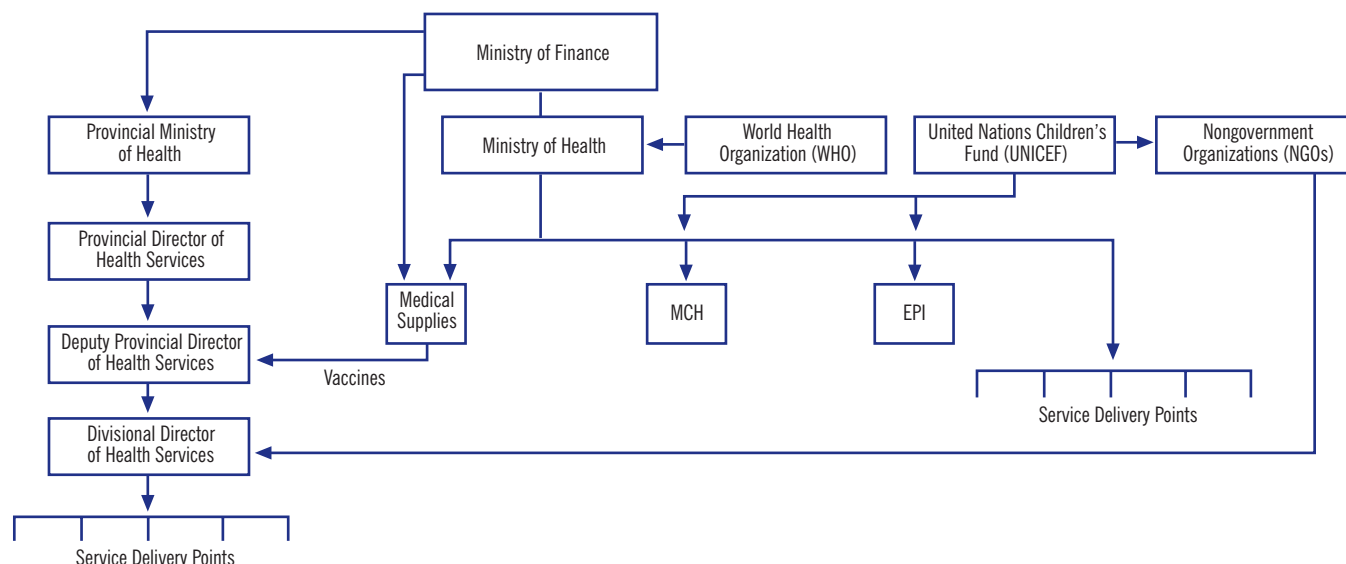 Ministry of Finance
Provincial Ministry
of Health
Ministry of Health
World Health
Organization (WHO)
United Nations Children’s
Fund (UNICEF)
Nongovernment
Organizations (NGOs)
Provincial Director of
Health Services
Medical
Supplies
MCH
EPI
Deputy Provincial Director
of Health Services
Vaccines
Service Delivery Points
Divisional Director
of Health Services
Service Delivery Points